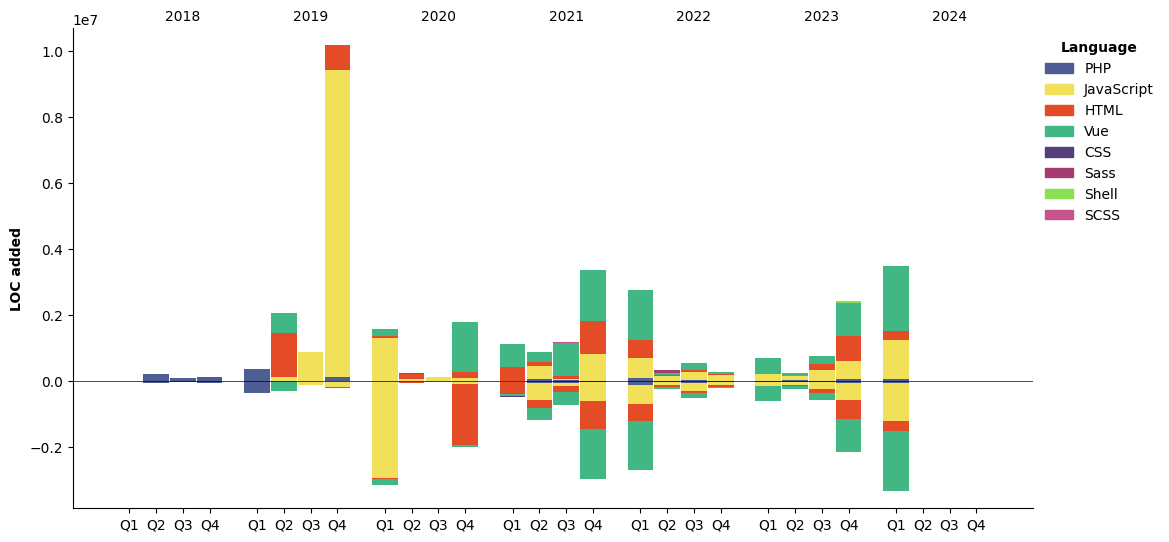 1e7
2018 2019 2020 2021 2022 2023 2024
Language
PHP
JavaScript
HTML
Vue
CSS
Sass
Shell
SCSS
LOC added
1.0
0.8
0.6
0.4
0.2
0.0
−0.2
Q1 Q2 Q3 Q4 Q1 Q2 Q3 Q4 Q1 Q2 Q3 Q4 Q1 Q2 Q3 Q4 Q1 Q2 Q3 Q4 Q1 Q2 Q3 Q4 Q1 Q2 Q3 Q4